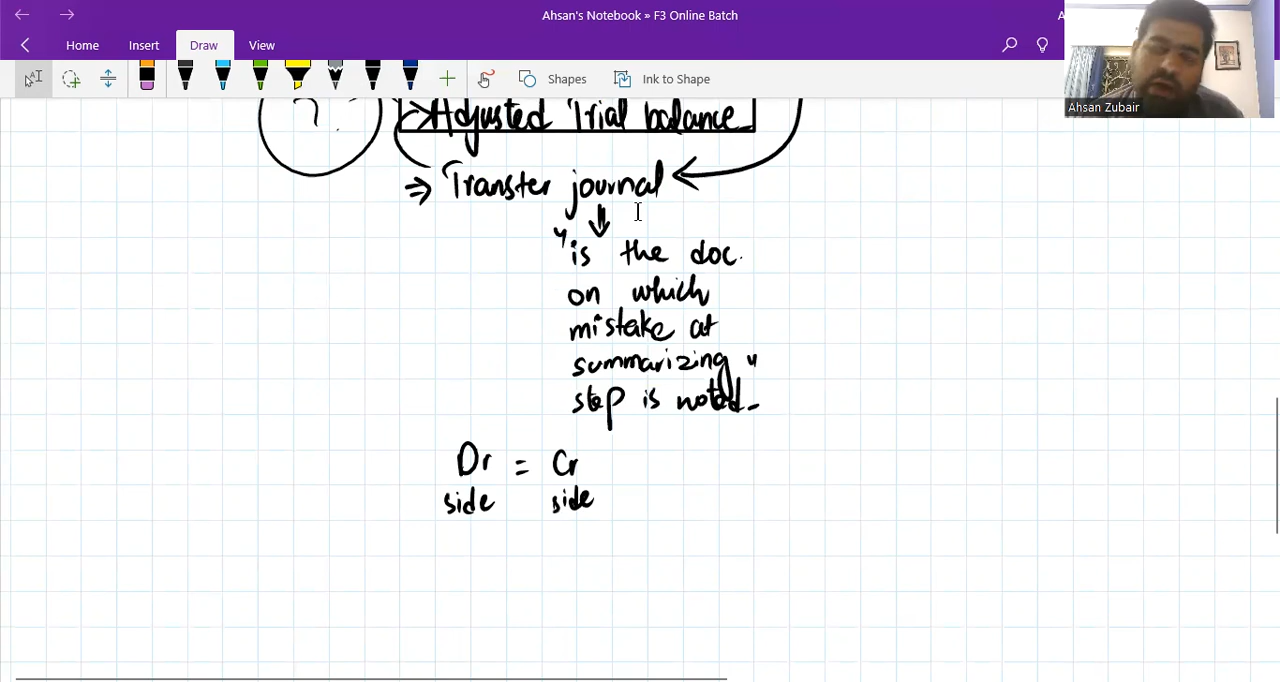 Ahsan's Notebook » F3 Online Batch
Home Insert Draw View
Shapes Ink to Shape
Ahsan Zubair
Adjusted Trial balance
⇒ Transfer journal
"is the doc.
on which
mistake at
summarizing "
step is noted.
Dr = Cr
side side